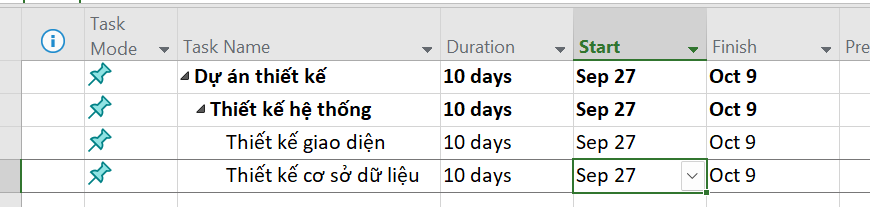 Task Mode Task Name Duration Start Finish Pre
Dự án thiết kế 10 days Sep 27 Oct 9
Thiết kế hệ thống 10 days Sep 27 Oct 9
Thiết kế giao diện 10 days Sep 27 Oct 9
Thiết kế cơ sở dữ liệu 10 days Sep 27 Oct 9